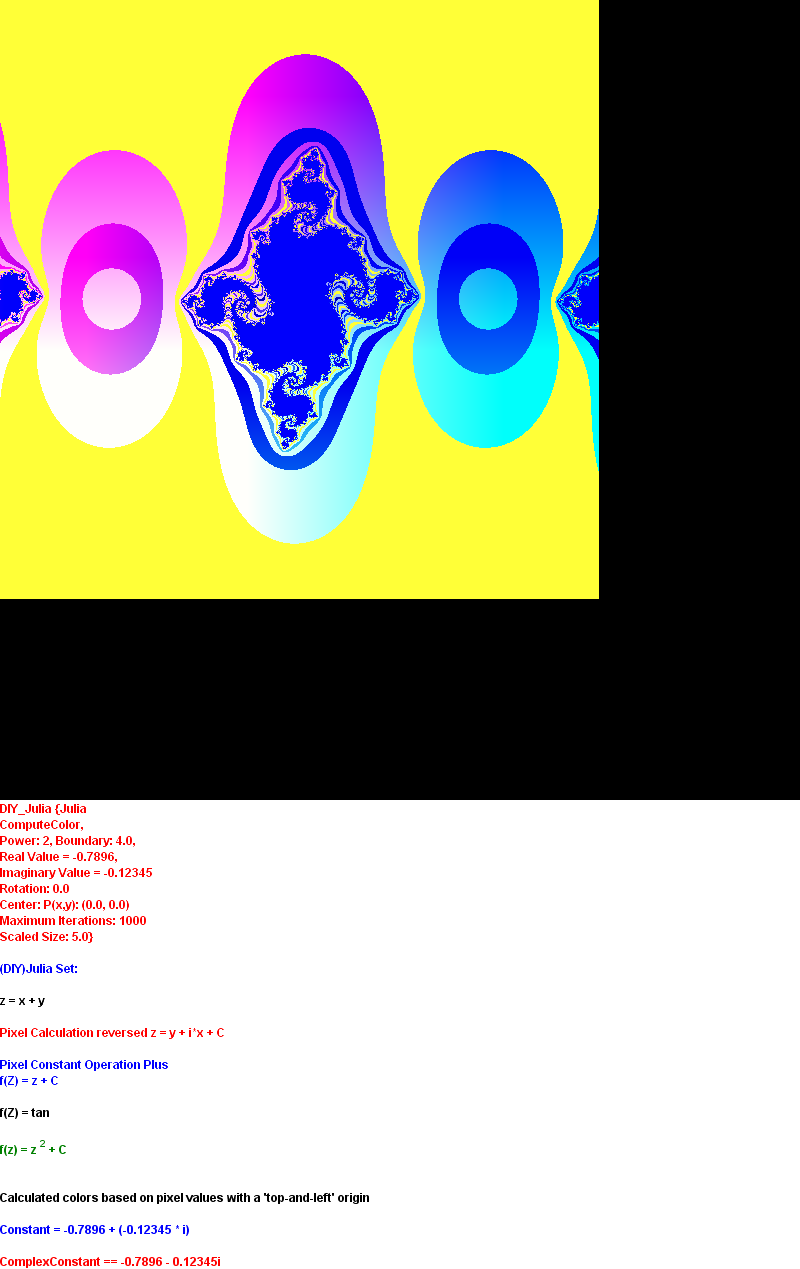 DIY_Julia {Julia
ComputeColor,
Power: 2, Boundary: 4.0,
Real Value = -0.7896,
Imaginary Value = -0.12345
Rotation: 0.0
Center: P(x,y): (0.0, 0.0)
Maximum Iterations: 1000
Scaled Size: 5.0}
(DIY)Julia Set:
z = x + y
Pixel Calculation reversed z = y + i*x + C
Pixel Constant Operation Plus
f(Z) = z + C
f(Z) = tan
f(z) = z 2 + C
Calculated colors based on pixel values with a 'top-and-left' origin
Constant = -0.7896 + (-0.12345 * i)
ComplexConstant == -0.7896 - 0.12345i